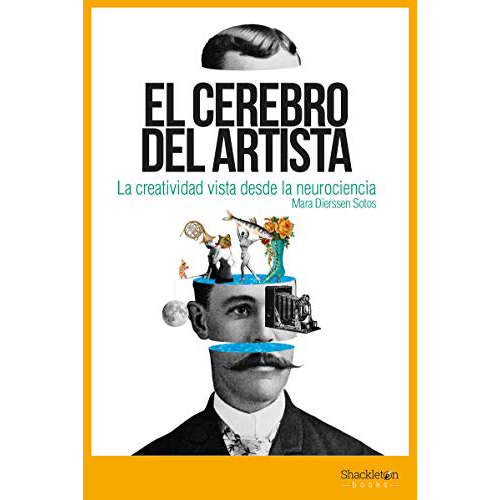 EL CEREBRO
DEL ARTISTA
La creatividad vista desde la neurociencia
Mara Dierssen Sotos
Shackleton
books